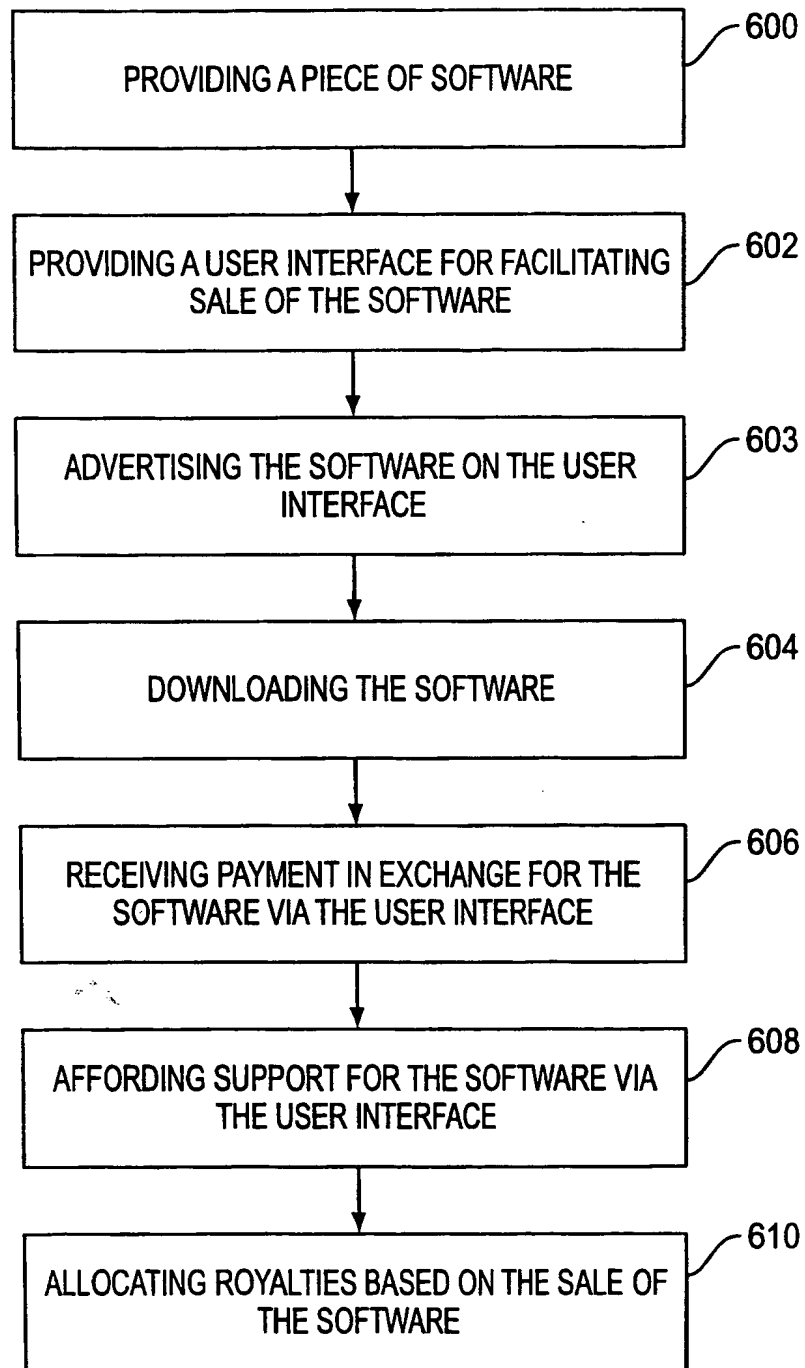 600
PROVIDING A PIECE OF SOFTWARE
602
PROVIDING A USER INTERFACE FOR FACILITATING
SALE OF THE SOFTWARE
603
ADVERTISING THE SOFTWARE ON THE USER
INTERFACE
604
DOWNLOADING THE SOFTWARE
606
RECEIVING PAYMENT IN EXCHANGE FOR THE
SOFTWARE VIA THE USER INTERFACE
608
AFFORDING SUPPORT FOR THE SOFTWARE VIA
THE USER INTERFACE
610
ALLOCATING ROYALTIES BASED ON THE SALE OF
THE SOFTWARE